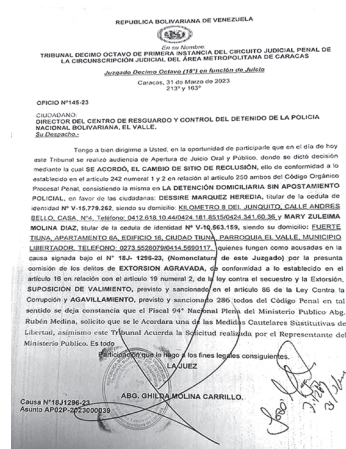 REPUBLICA BOLIVARIANA DE VENEZUELA
En su Nombre:
TRIBUNAL DECIMO OCTAVO DE PRIMERA INSTANCIA DEL CIRCUITO JUDICIAL PENAL DE
LA CIRCUNSCRIPCIÓN JUDICIAL DEL ÁREA METROPOLITANA DE CARACAS
Juzgado Decimo Octavo (18°) en función de Juicio
Caracas, 31 de Marzo de 2023
213° y 163°
OFICIO N°145-23
CIUDADANO:
DIRECTOR DEL CENTRO DE RESGUARDO Y CONTROL DEL DETENIDO DE LA POLICIA
NACIONAL BOLIVARIANA, EL VALLE.
Su Despacho.-
Tengo a bien dirigirme a Usted, en la oportunidad de participarle que en el día de hoy
este Tribunal se realizó audiencia de Apertura de Juicio Oral y Público, donde se dictó decisión
mediante la cual SE ACORDÓ, EL CAMBIO DE SITIO DE RECLUSIÓN, ello de conformidad a lo
establecido en el artículo 242 numeral 1 y 2 en relación al artículo 250 ambos del Código Orgánico
Procesal Penal, consistiendo la misma en LA DETENCIÓN DOMICILIARIA SIN APOSTAMIENTO
POLICIAL, en favor de las ciudadanas: DESSIRE MARQUEZ HEREDIA, titular de la cedula de
identidad N° V-15.779.252, siendo su domicilio: KILOMETRO 8 DEL JUNQUITO, CALLE ANDRES
BELLO, CASA, N°4, Teléfono: 0412.618.10.44/0424.181.8515/0424.341.60.36 y MARY ZULEIMA
MOLINA DIAZ, titular de la cedula de identidad N° V-10.563.159, siendo su domicilio: FUERTE
TIUNA, APARTAMENTO 6A, EDIFICIO 16, CIUDAD TIUNA, PARROQUIA EL VALLE, MUNICIPIO
LIBERTADOR. TELEFONO: 0273.5528079/0414.5690117. quienes fungen como acusadas en la
causa signada bajo el N° 18J- 1296-23, (Nomenclatura de este Juzgado) por la presunta
comisión de los delitos de EXTORSION AGRAVADA, de conformidad a lo establecido en el
artículo 16 en relación con el artículo 19 numeral 2, de la ley contra el secuestro y la Extorsión,
SUPOSICIÓN DE VALIMIENTO, previsto y sancionado en el artículo 86 de la Ley Contra la
Corrupción y AGAVILLAMIENTO, previsto y sancionado 286 todos del Código Penal en tal
sentido se deja constancia que el Fiscal 94° Nacional Plena del Ministerio Publico Abg.
Rubén Medina, solicito que se le Acordara una de las Medidas Cautelares Sustitutivas de
Libertad, asimismo este Tribunal Acuerda la Solicitud realizada por el Representante del
Ministerio Publico. Es todo
Participación que le hago a los fines legales consiguientes.
LA JUEZ
ABG. GHILDA MOLINA CARRILLO.
Causa N°18J1296-23
Asunto AP02P-2023000039